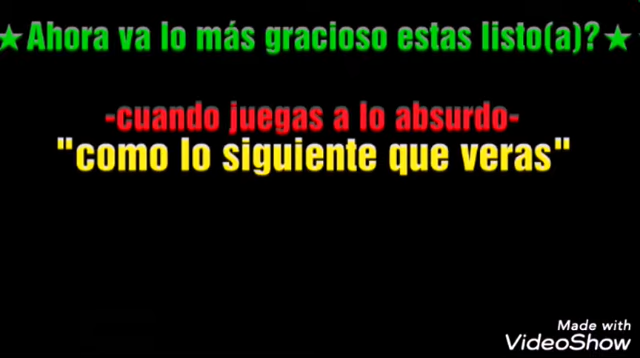 ★Ahora va lo más gracioso estas listo(a)?★
-cuando juegas a lo absurdo-
"como lo siguiente que veras"
Made with
VideoShow